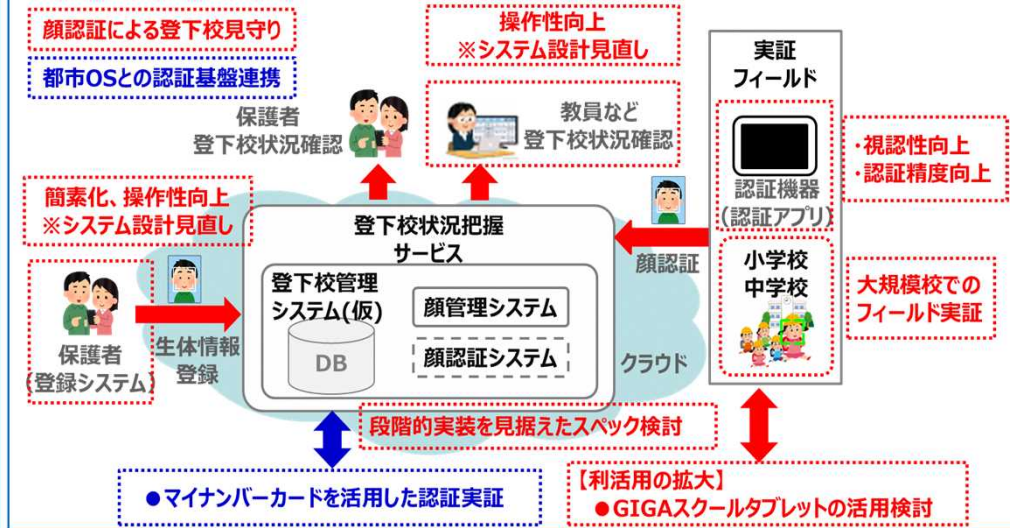 顔認証による登下校見守り
都市OSとの認証基盤連携
操作性向上
※システム設計見直し
保護者
登下校状況確認
教員など
登下校状況確認
実証
フィールド
認証機器
(認証アプリ)
・視認性向上
・認証精度向上
簡素化、操作性向上
※システム設計見直し
保護者
(登録システム)
生体情報
登録
登下校状況把握
サービス
登下校管理
システム(仮)
DB
顔管理システム
顔認証システム
クラウド
顔認証
小学校
中学校
大規模校での
フィールド実証
段階的実装を見据えたスペック検討
●マイナンバーカードを活用した認証実証
【利活用の拡大】
●GIGAスクールタブレットの活用検討